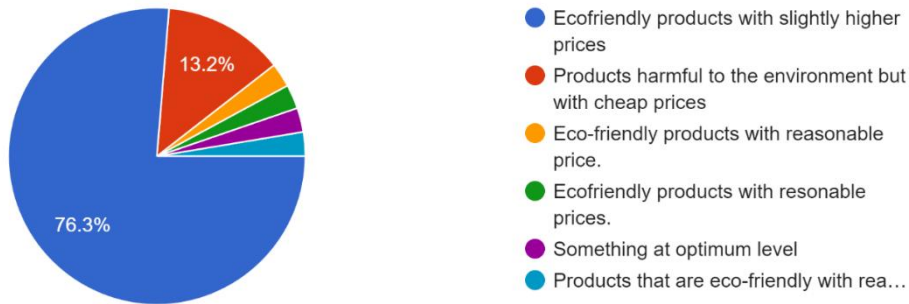 13.2%
76.3%
Ecofriendly products with slightly higher
prices
Products harmful to the environment but
with cheap prices
Eco-friendly products with reasonable
price.
Ecofriendly products with resonable
prices.
Something at optimum level
Products that are eco-friendly with rea…